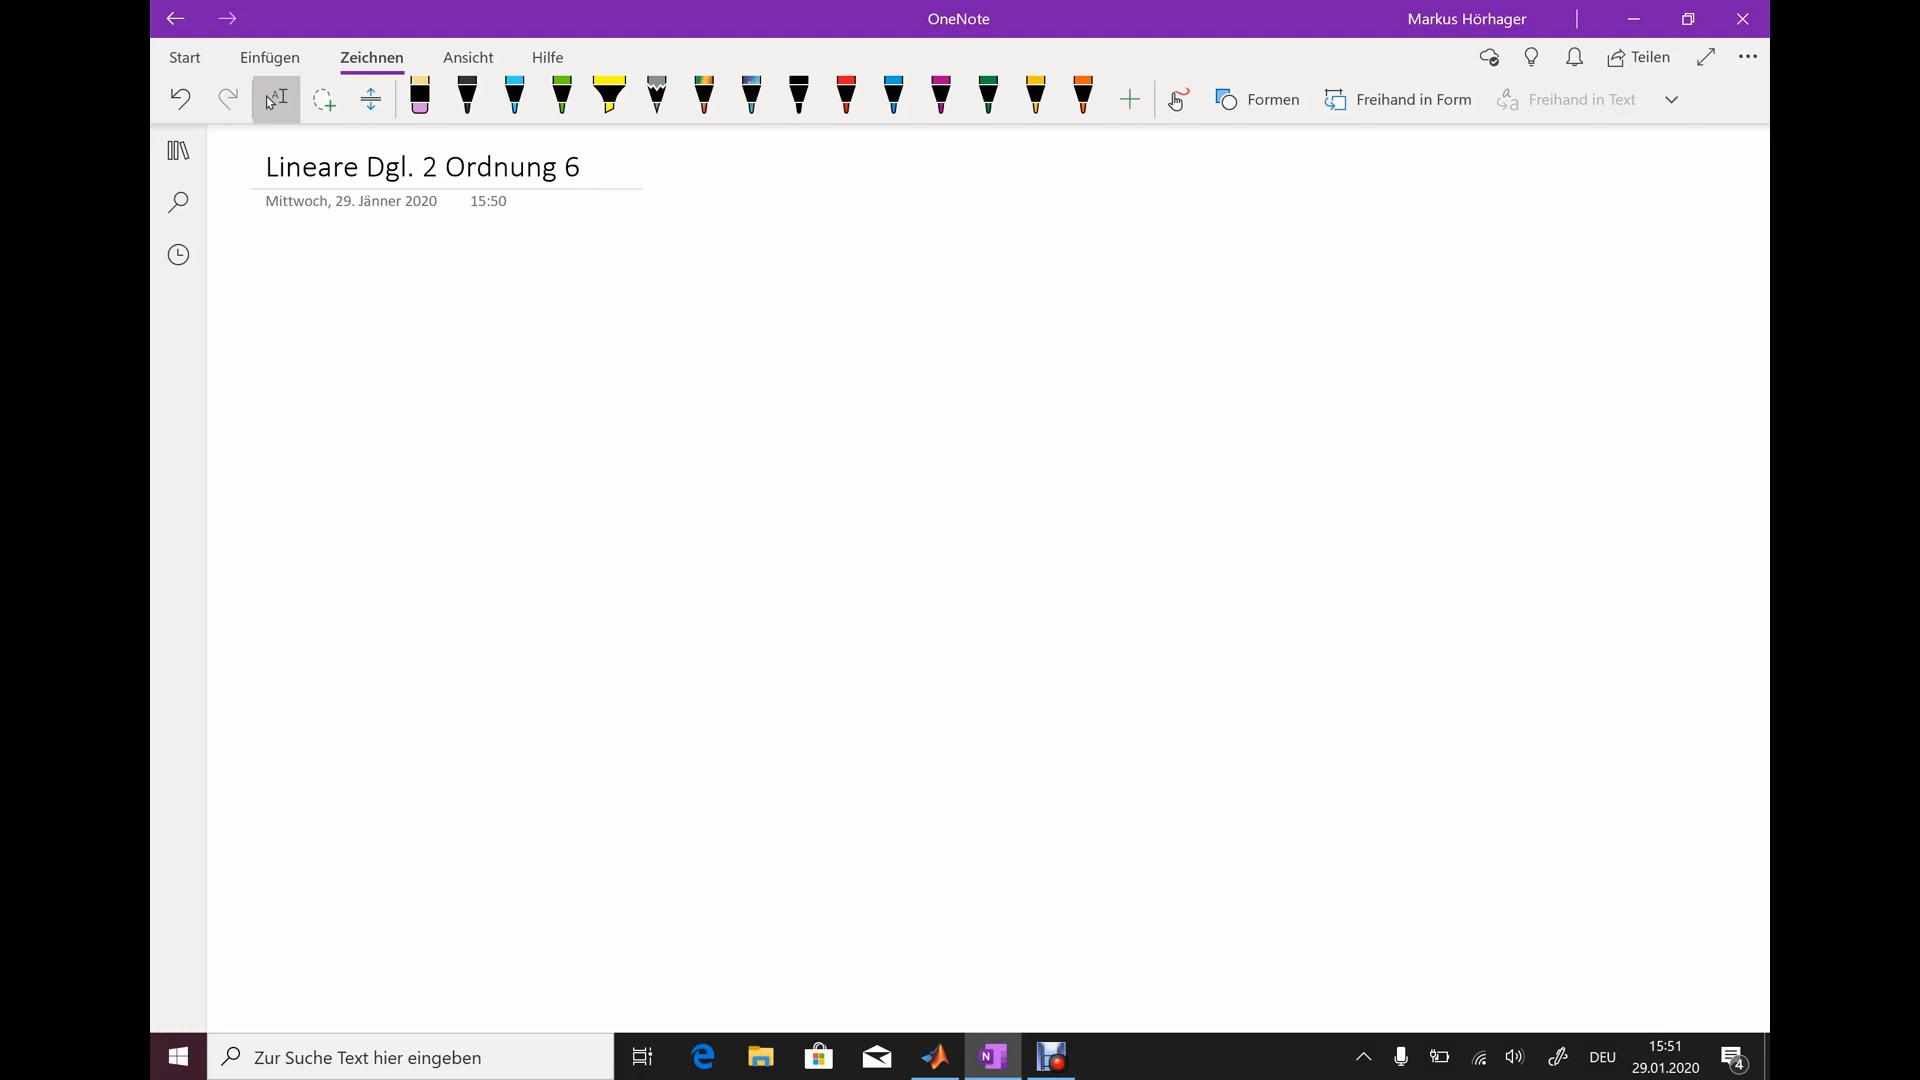 OneNote
Markus Hörhager
Start Einfügen Zeichnen Ansicht Hilfe
Teilen
Formen Freihand in Form Freihand in Text
Lineare Dgl. 2 Ordnung 6
Mittwoch, 29. Jänner 2020 15:50
Zur Suche Text hier eingeben
DEU
15:51
29.01.2020
4